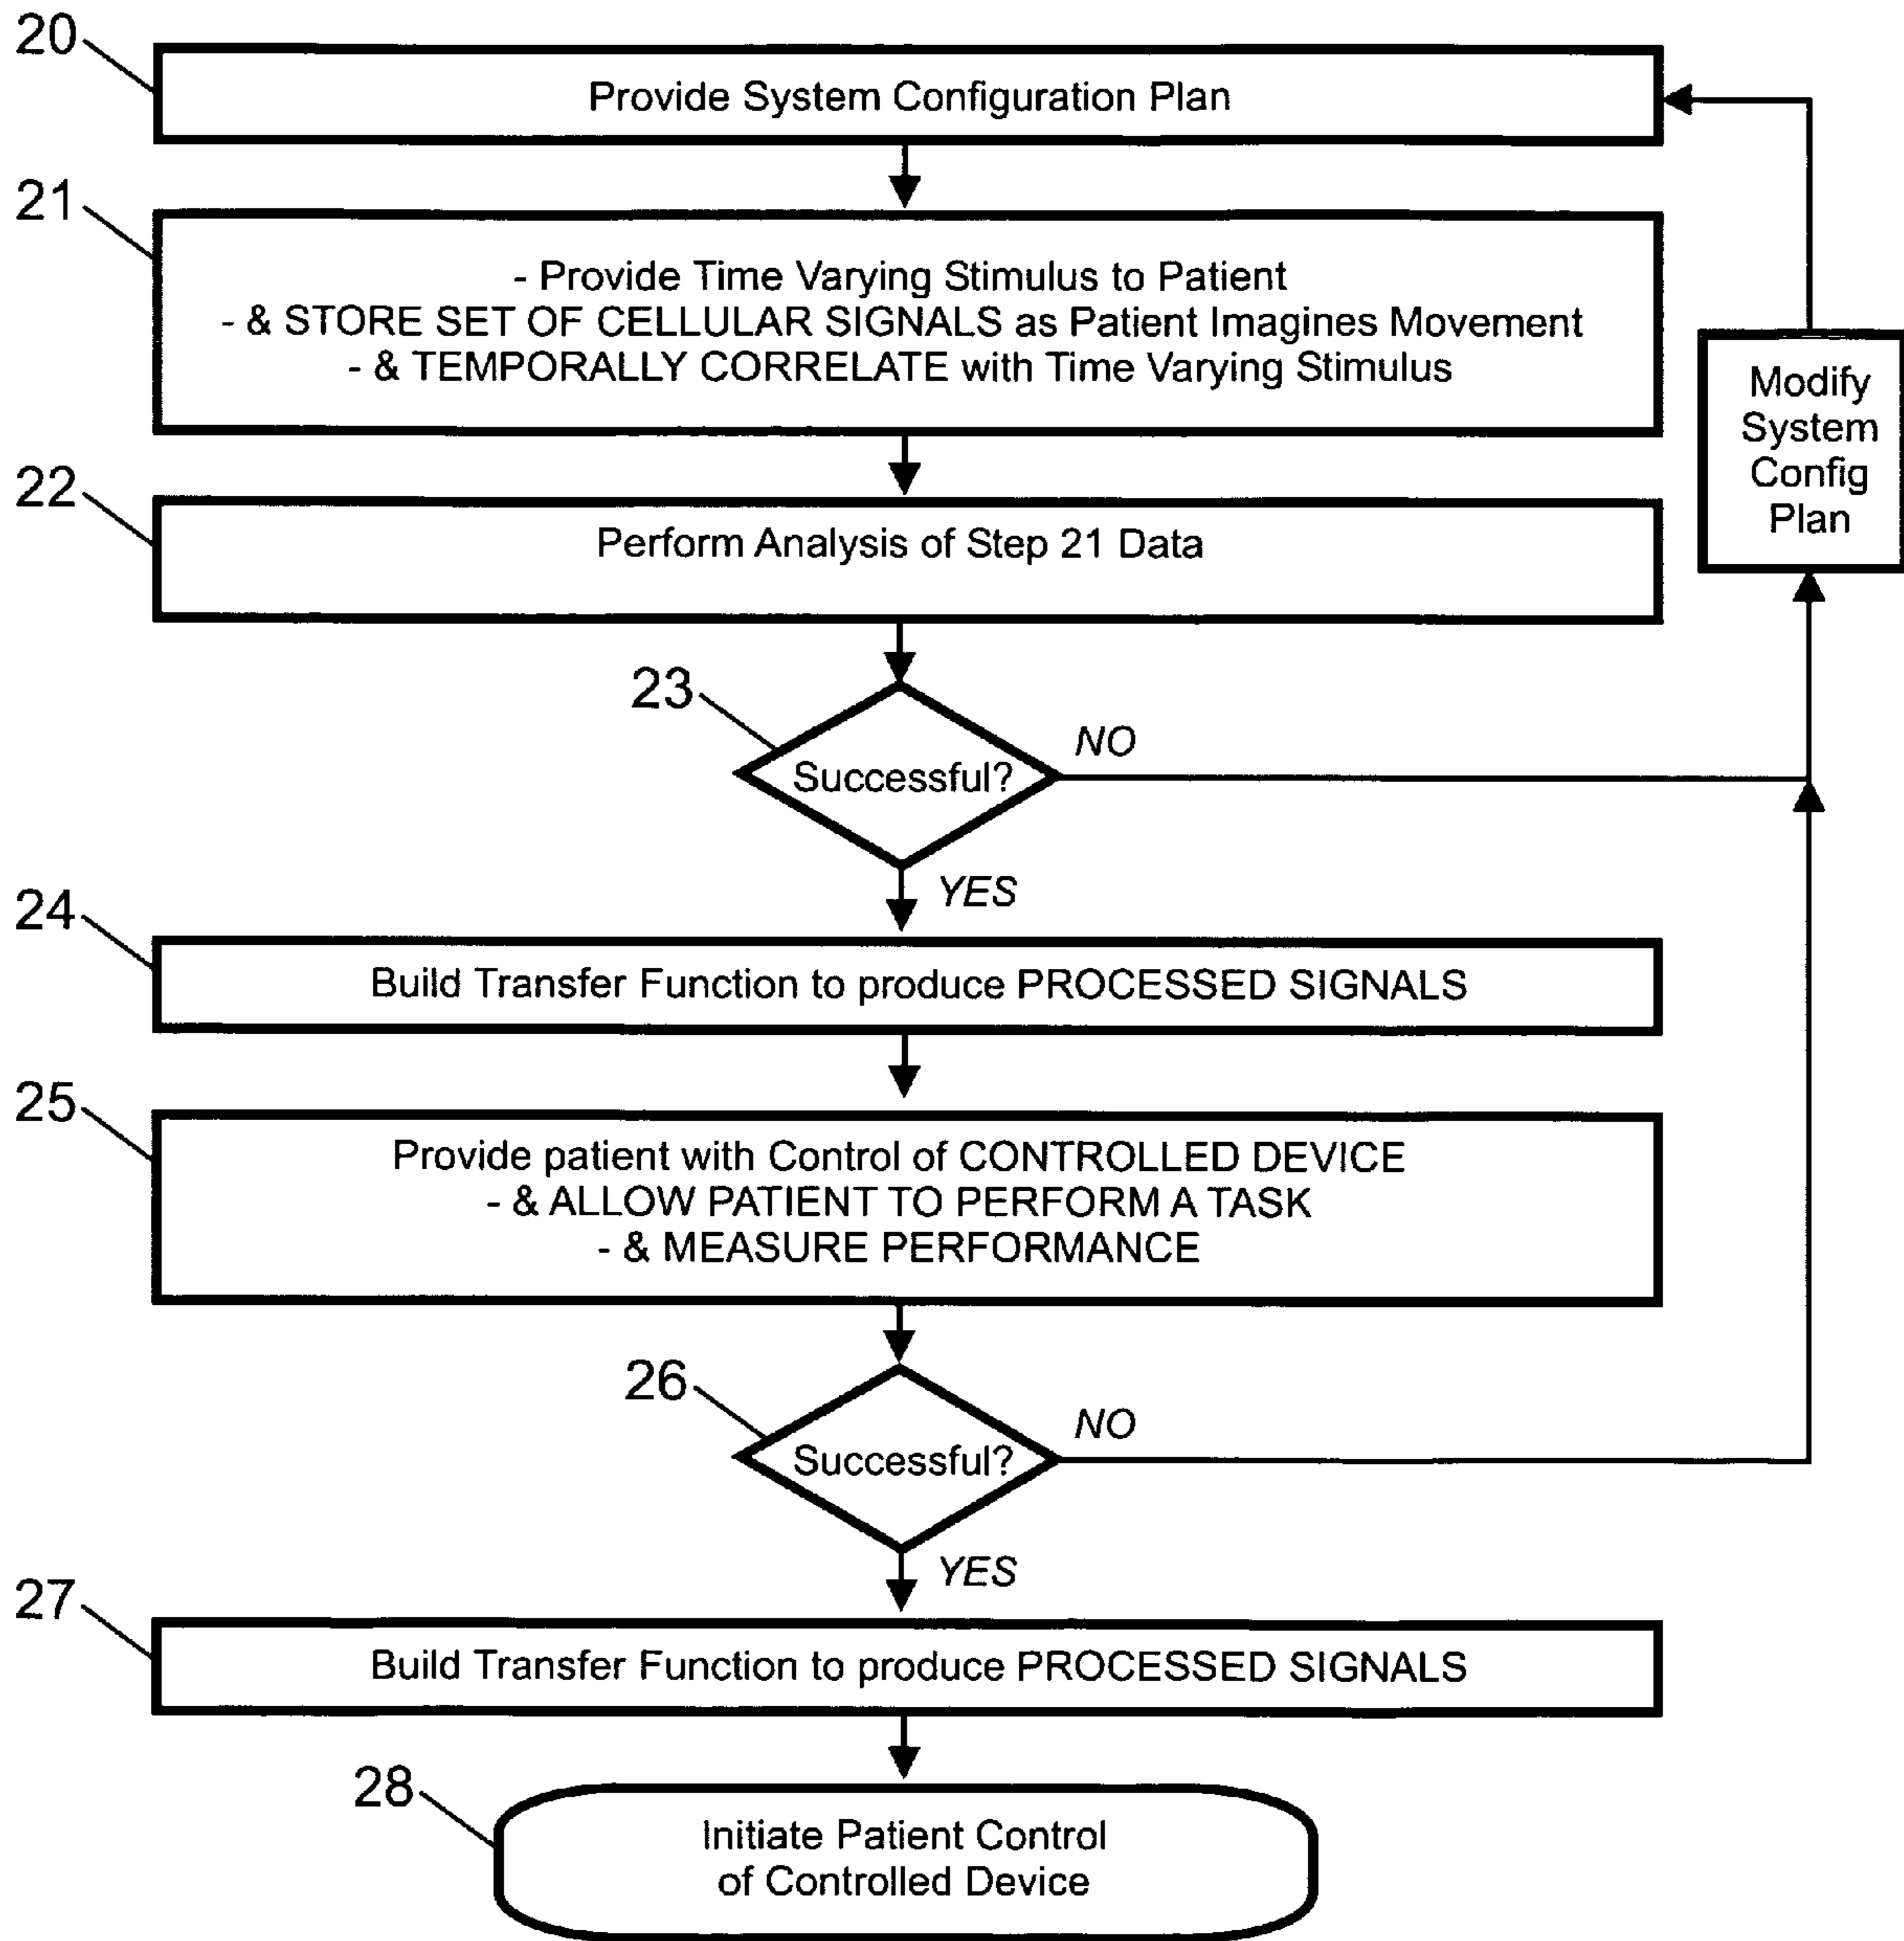 20
Provide System Configuration Plan
21
- Provide Time Varying Stimulus to Patient
- & STORE SET OF CELLULAR SIGNALS as Patient Imagines Movement
- & TEMPORALLY CORRELATE with Time Varying Stimulus
Modify
System
Config
Plan
22
Perform Analysis of Step 21 Data
23
Successful?
NO
YES
24
Build Transfer Function to produce PROCESSED SIGNALS
25
Provide patient with Control of CONTROLLED DEVICE
- & ALLOW PATIENT TO PERFORM A TASK
- & MEASURE PERFORMANCE
26
Successful?
NO
YES
27
Build Transfer Function to produce PROCESSED SIGNALS
28
Initiate Patient Control
of Controlled Device